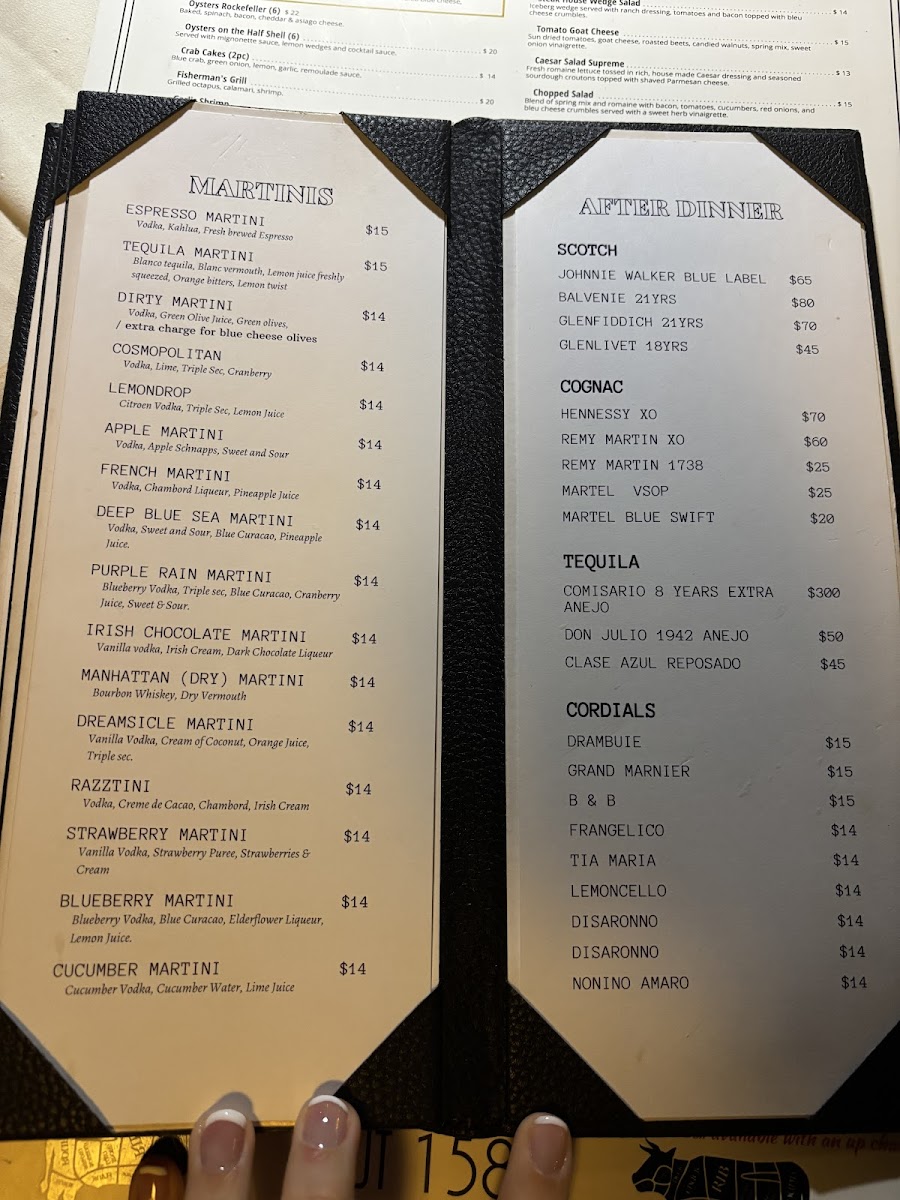 Oysters Rockefeller (6) $ 22
Baked, spinach, bacon, cheddar & asiago cheese.
Oysters on the Half Shell (6) $ 20
Served with mignonette sauce, lemon wedges and cocktail sauce.
Crab Cakes (2pc) $ 14
Blue crab, green onion, lemon, garlic, remoulade sauce.
Fisherman's Grill $ 20
Grilled octapus, calamari, shrimp.
Shrimp
House Wedge Salad $ 14
Iceberg wedge served with ranch dressing, tomatoes and bacon topped with bleu
cheese crumbles.
Tomato Goat Cheese $ 15
Sun dried tomatoes, goat cheese, roasted beets, candied walnuts, spring mix, sweet
onion vinaigrette.
Caesar Salad Supreme $ 13
Fresh romaine lettuce tossed in rich, house made Caesar dressing and seasoned
sourdough croutons topped with shaved Parmesan cheese.
Chopped Salad $ 15
Blend of spring mix and romaine with bacon, tomatoes, cucumbers, red onions, and
bleu cheese crumbles served with a sweet herb vinaigrette.
MARTINIS
ESPRESSO MARTINI $15
Vodka, Kahlua, Fresh brewed Espresso
TEQUILA MARTINI $15
Blanco tequila, Blanc vermouth, Lemon juice freshly
squeezed, Orange bitters, Lemon twist
DIRTY MARTINI $14
Vodka, Green Olive Juice, Green olives,
/ extra charge for blue cheese olives
COSMOPOLITAN $14
Vodka, Lime, Triple Sec, Cranberry
LEMONDROP $14
Citroen Vodka, Triple Sec, Lemon Juice
APPLE MARTINI $14
Vodka, Apple Schnapps, Sweet and Sour
FRENCH MARTINI $14
Vodka, Chambord Liqueur, Pineapple Juice
DEEP BLUE SEA MARTINI $14
Vodka, Sweet and Sour, Blue Curacao, Pineapple
Juice.
PURPLE RAIN MARTINI $14
Blueberry Vodka, Triple sec, Blue Curacao, Cranberry
Juice, Sweet & Sour.
IRISH CHOCOLATE MARTINI $14
Vanilla vodka, Irish Cream, Dark Chocolate Liqueur
MANHATTAN (DRY) MARTINI $14
Bourbon Whiskey, Dry Vermouth
DREAMSICLE MARTINI $14
Vanilla Vodka, Cream of Coconut, Orange Juice,
Triple sec.
RAZZTINI $14
Vodka, Creme de Cacao, Chambord, Irish Cream
STRAWBERRY MARTINI $14
Vanilla Vodka, Strawberry Puree, Strawberries &
Cream
BLUEBERRY MARTINI $14
Blueberry Vodka, Blue Curacao, Elderflower Liqueur,
Lemon Juice.
CUCUMBER MARTINI $14
Cucumber Vodka, Cucumber Water, Lime Juice
AFTER DINNER
SCOTCH
JOHNNIE WALKER BLUE LABEL $65
BALVENIE 21YRS $80
GLENFIDDICH 21YRS $70
GLENLIVET 18YRS $45
COGNAC
HENNESSY XO $70
REMY MARTIN XO $60
REMY MARTIN 1738 $25
MARTEL VSOP $25
MARTEL BLUE SWIFT $20
TEQUILA
COMISARIO 8 YEARS EXTRA $300
ANEJO
DON JULIO 1942 ANEJO $50
CLASE AZUL REPOSADO $45
CORDIALS
DRAMBUIE $15
GRAND MARNIER $15
B & B $15
FRANGELICO $14
TIA MARIA $14
LEMONCELLO $14
DISARONNO $14
DISARONNO $14
NONINO AMARO $14
158
available with an up
RIB